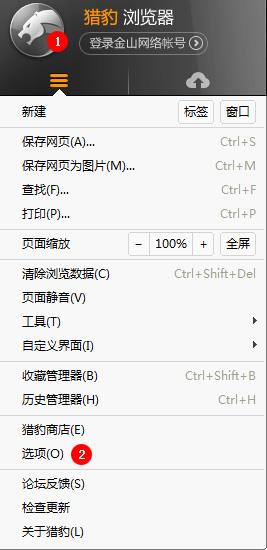 猎豹 浏览器
1
登录金山网络帐号
新建 标签 窗口
保存网页(A)... Ctrl+S
保存网页为图片(M)... Ctrl+M
查找(F)... Ctrl+F
打印(P)... Ctrl+P
页面缩放 − 100% + 全屏
清除浏览数据(C) Ctrl+Shift+Del
页面静音(V)
工具(T)
自定义界面(I)
收藏管理器(B) Ctrl+Shift+B
历史管理器(H) Ctrl+H
猎豹商店(E)
选项(O) 2
论坛反馈(S)
检查更新
关于猎豹(L)